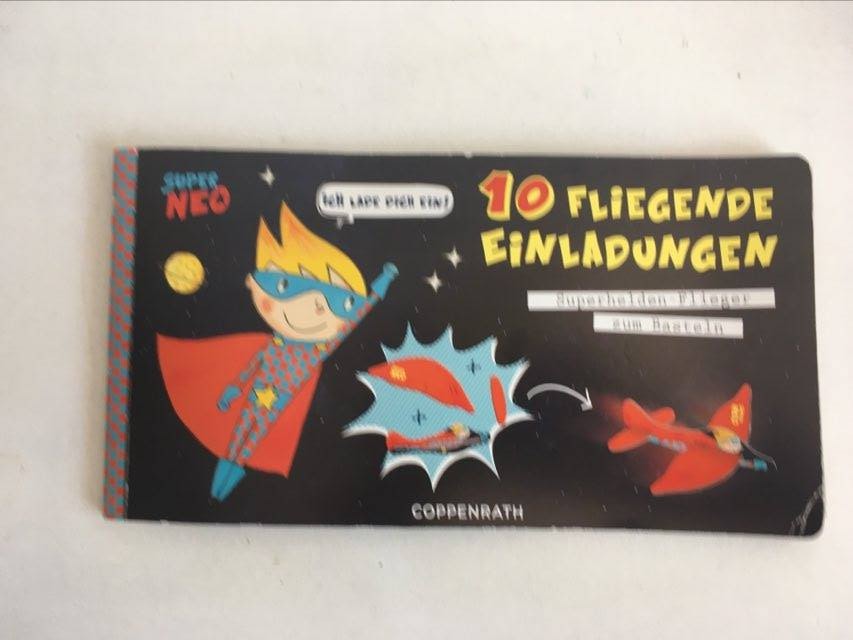 SUPER
NEO
ICH LADE DICH EIN!
10 FLIEGENDE
EINLADUNGEN
Superhelden-Flieger
zum Basteln
COPPENRATH